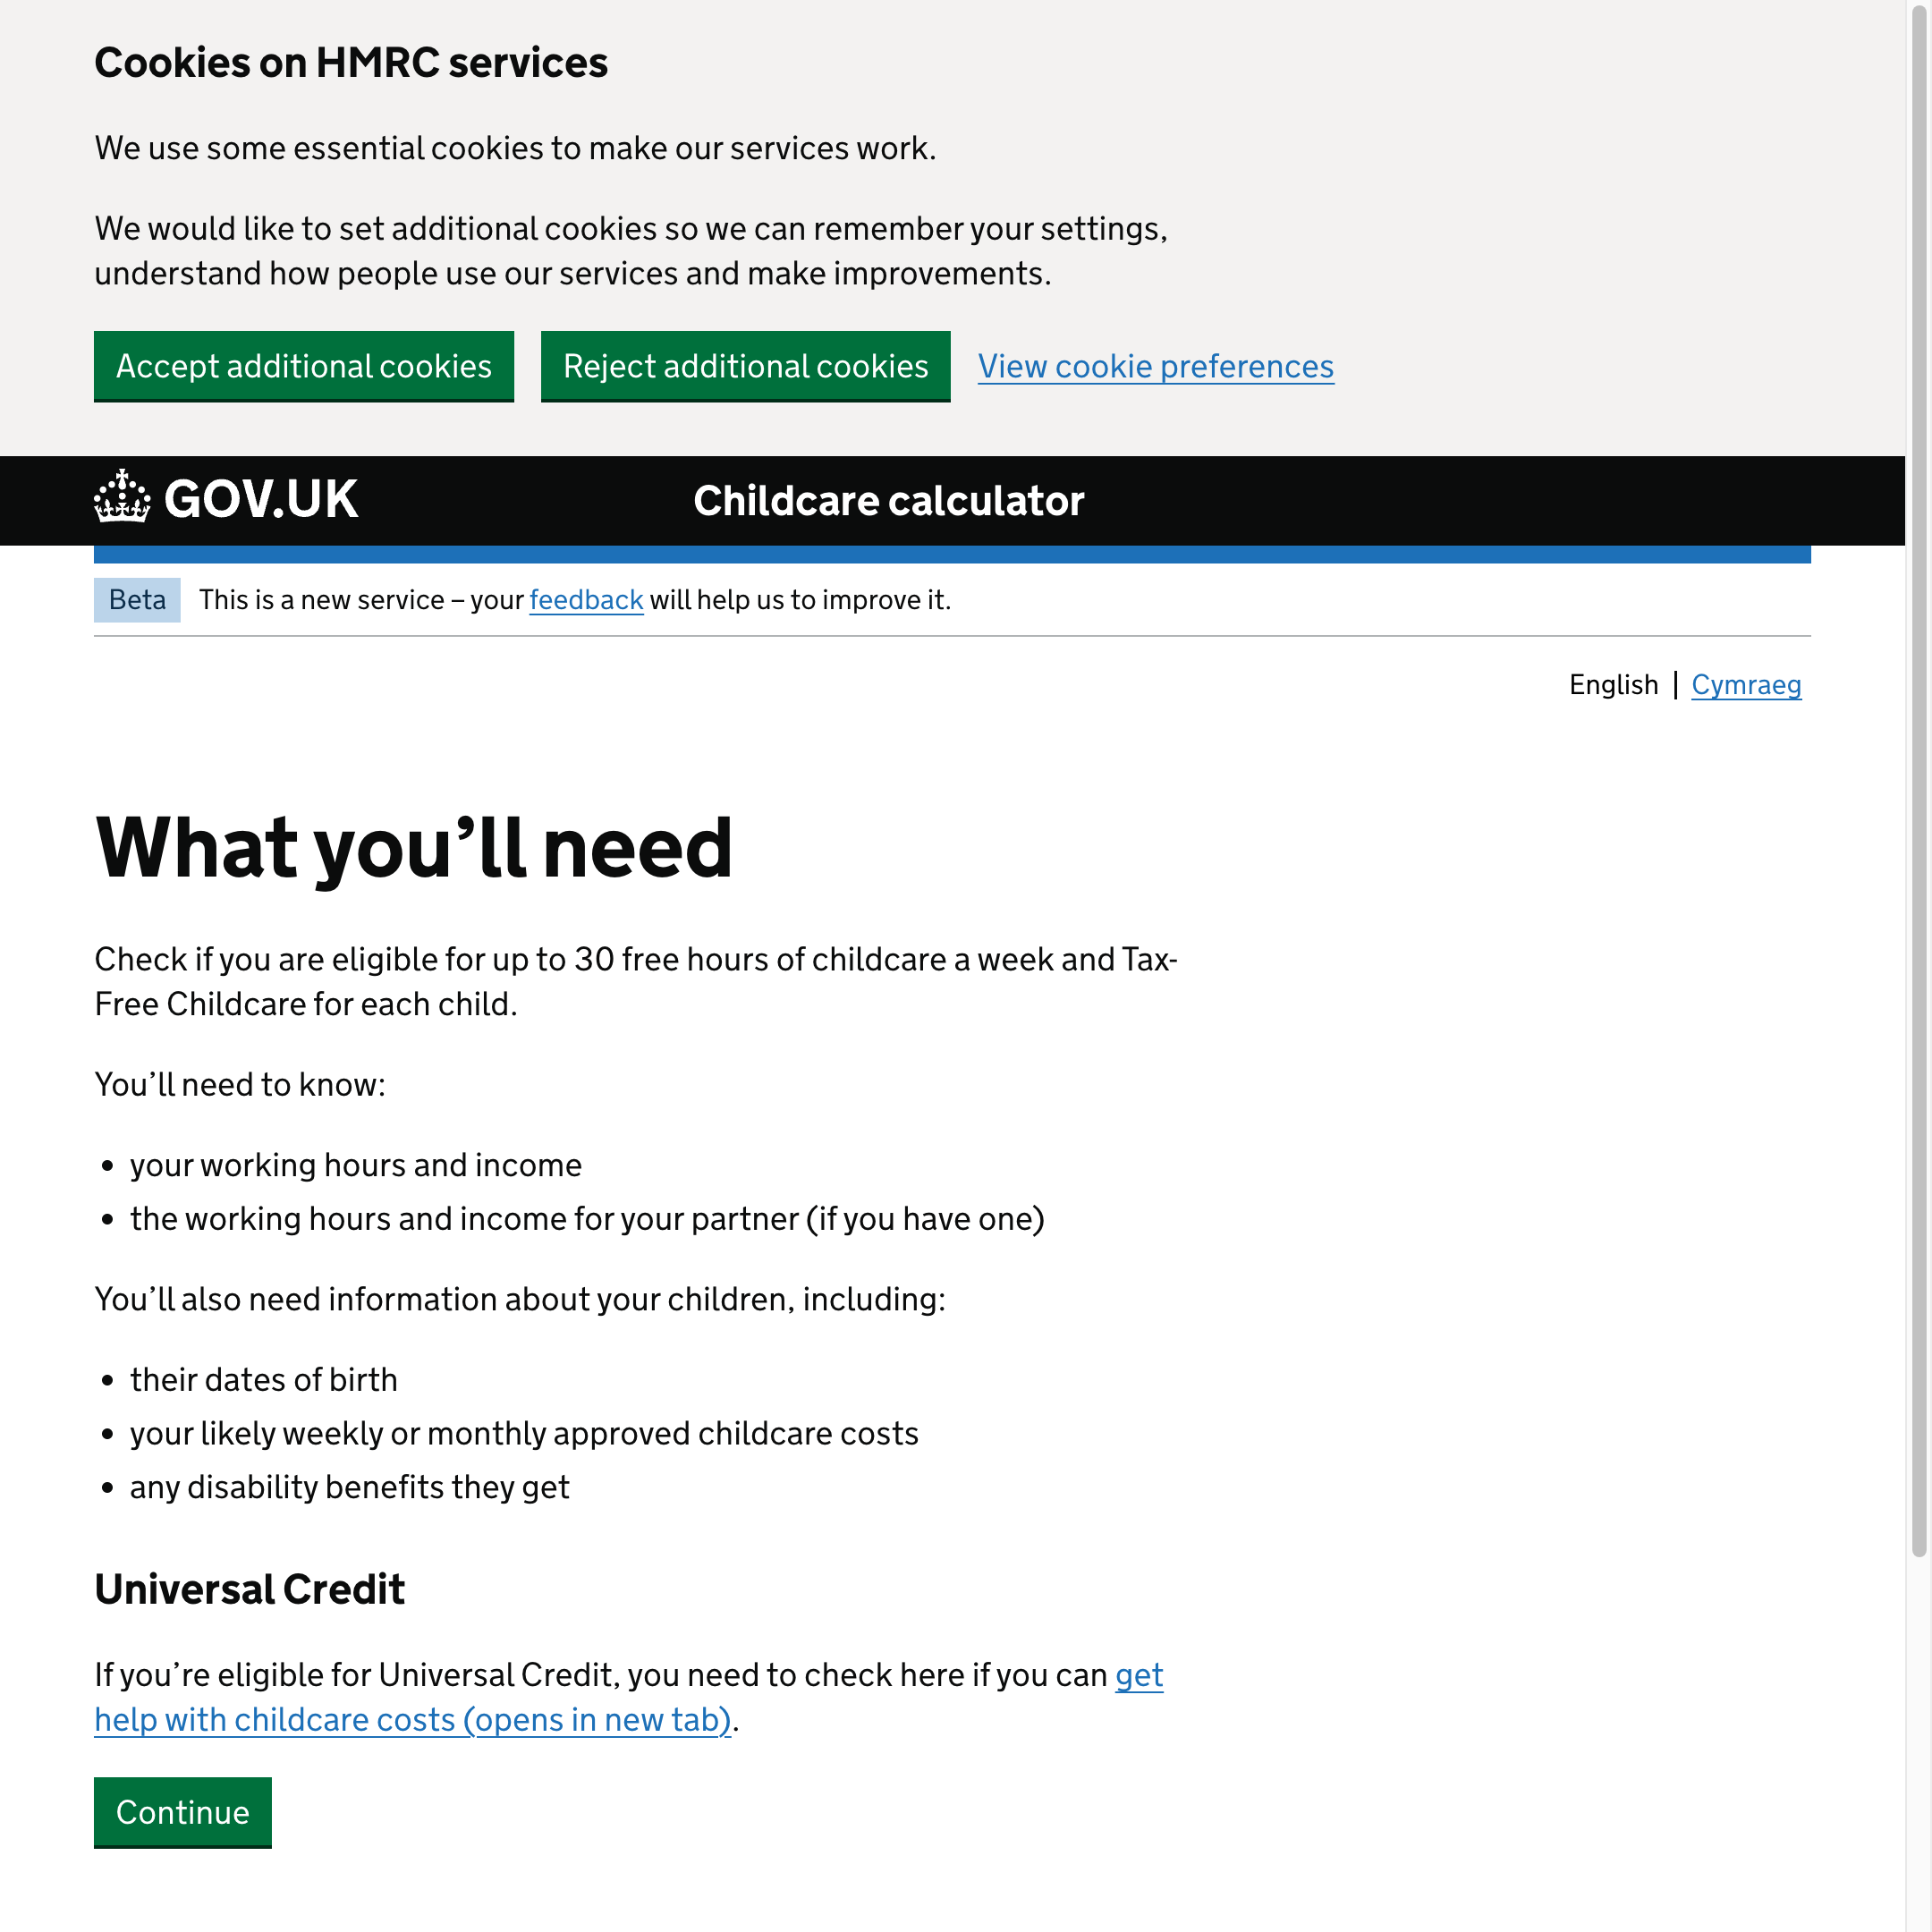 Cookies on HMRC services
We use some essential cookies to make our services work.
We would like to set additional cookies so we can remember your settings,
understand how people use our services and make improvements.
Accept additional cookies Reject additional cookies View cookie preferences
GOV.UK Childcare calculator
Beta This is a new service – your feedback will help us to improve it.
English | Cymraeg
What you’ll need
Check if you are eligible for up to 30 free hours of childcare a week and Tax-
Free Childcare for each child.
You’ll need to know:
• your working hours and income
• the working hours and income for your partner (if you have one)
You’ll also need information about your children, including:
• their dates of birth
• your likely weekly or monthly approved childcare costs
• any disability benefits they get
Universal Credit
If you’re eligible for Universal Credit, you need to check here if you can get
help with childcare costs (opens in new tab).
Continue